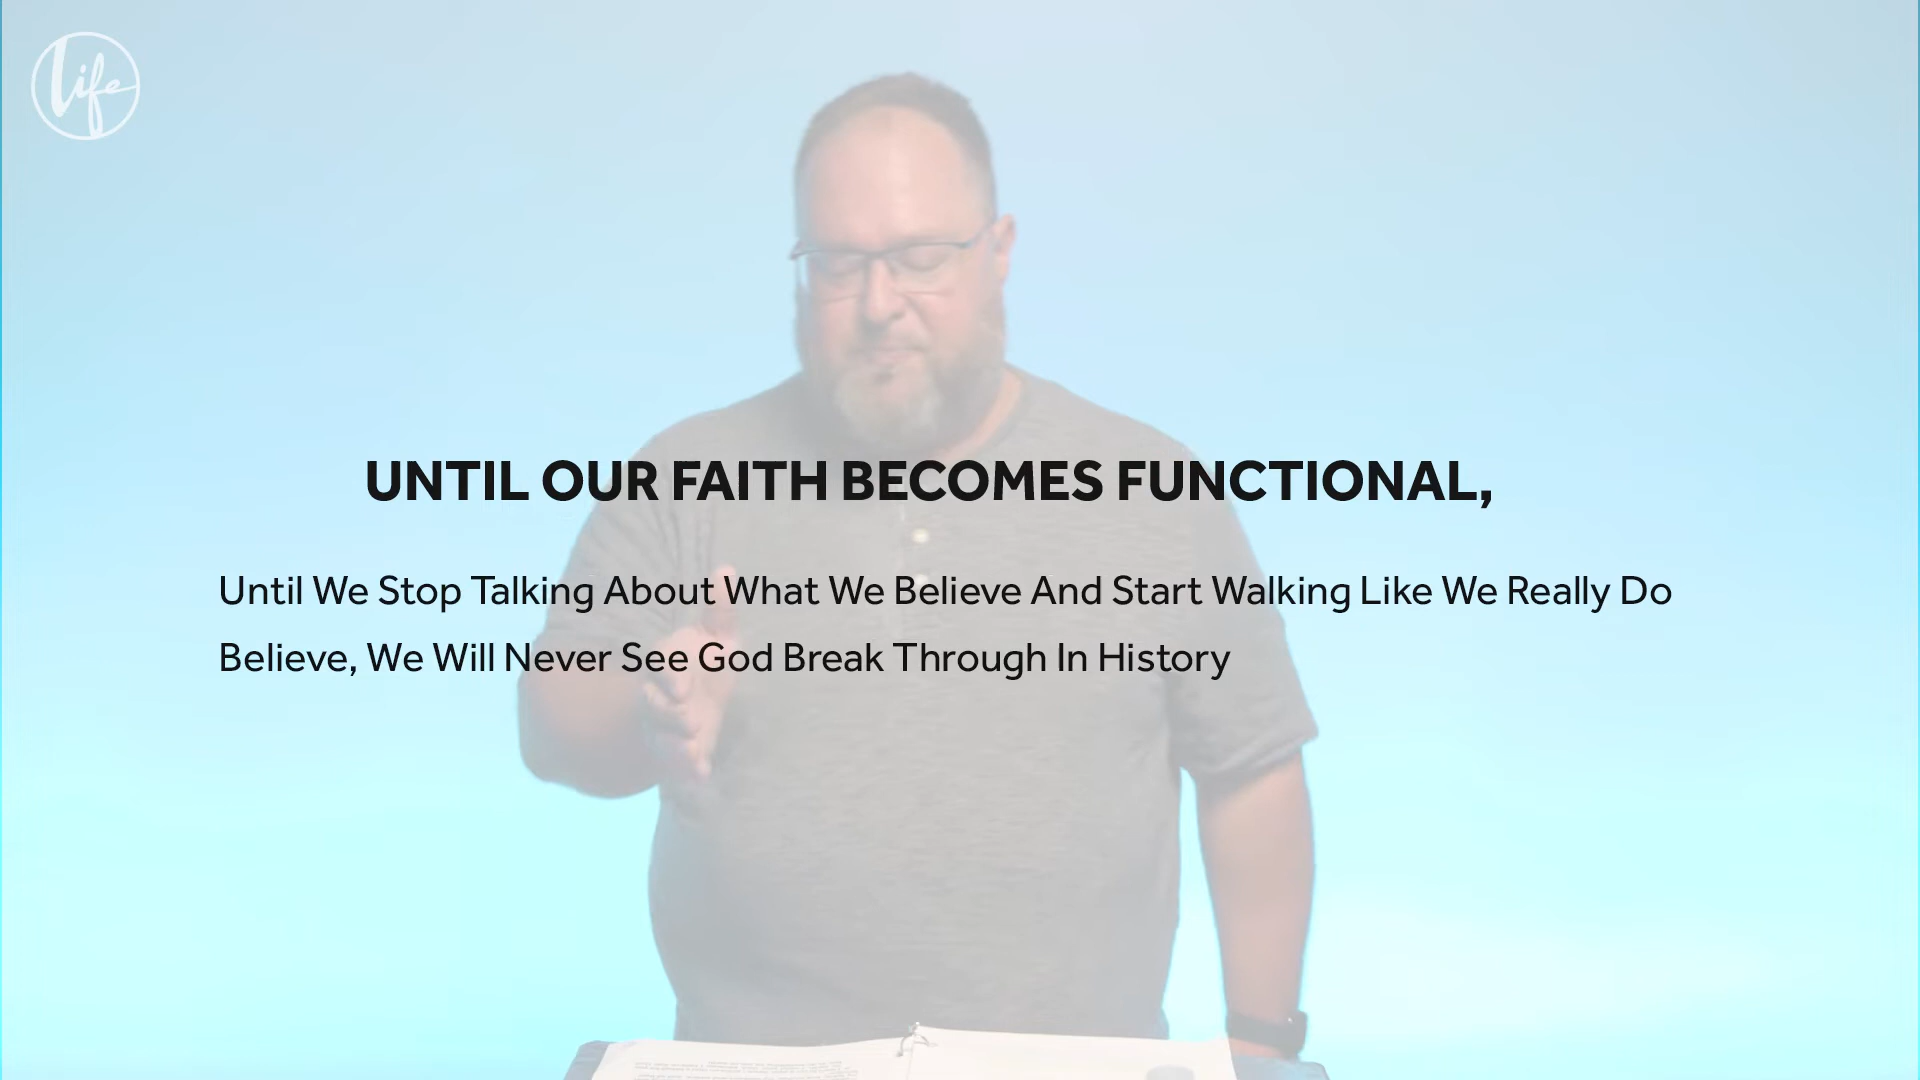 Life
UNTIL OUR FAITH BECOMES FUNCTIONAL,
Until We Stop Talking About What We Believe And Start Walking Like We Really Do
Believe, We Will Never See God Break Through In History